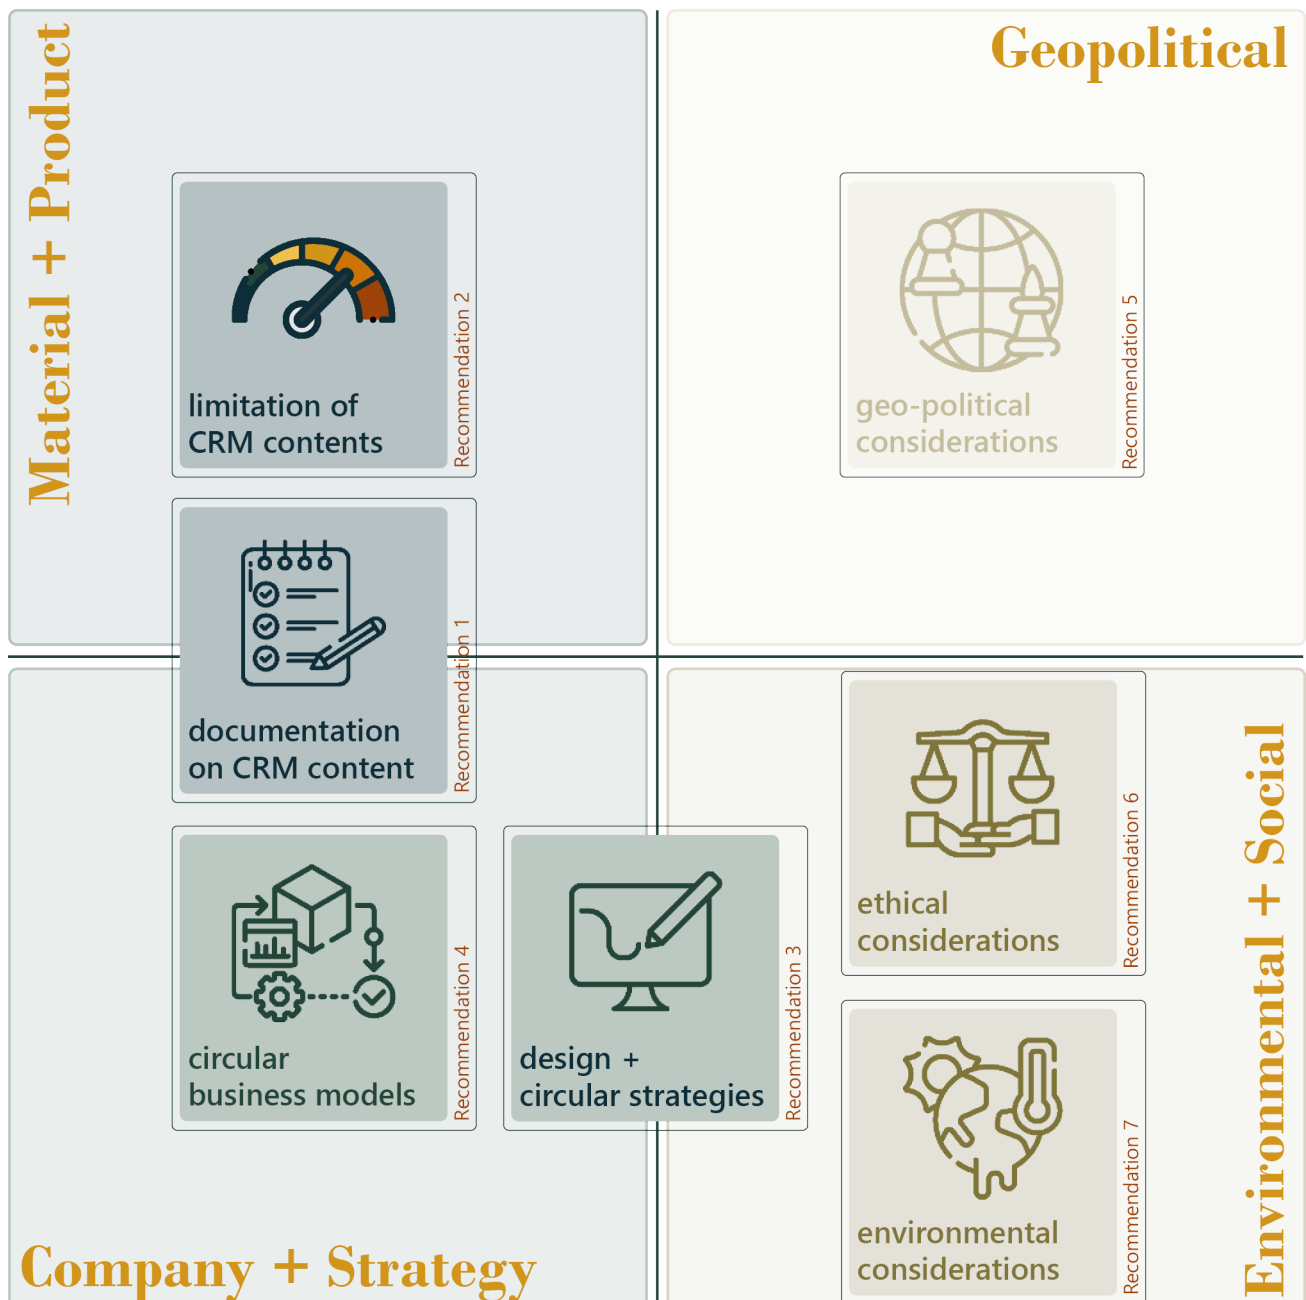 Material + Product
Geopolitical
limitation of
CRM contents
Recommendation 2
geo-political
considerations
Recommendation 5
documentation
on CRM content
Recommendation 1
ethical
considerations
Recommendation 6
circular
business models
Recommendation 4
design +
circular strategies
Recommendation 3
environmental
considerations
Recommendation 7
Company + Strategy
Environmental + Social